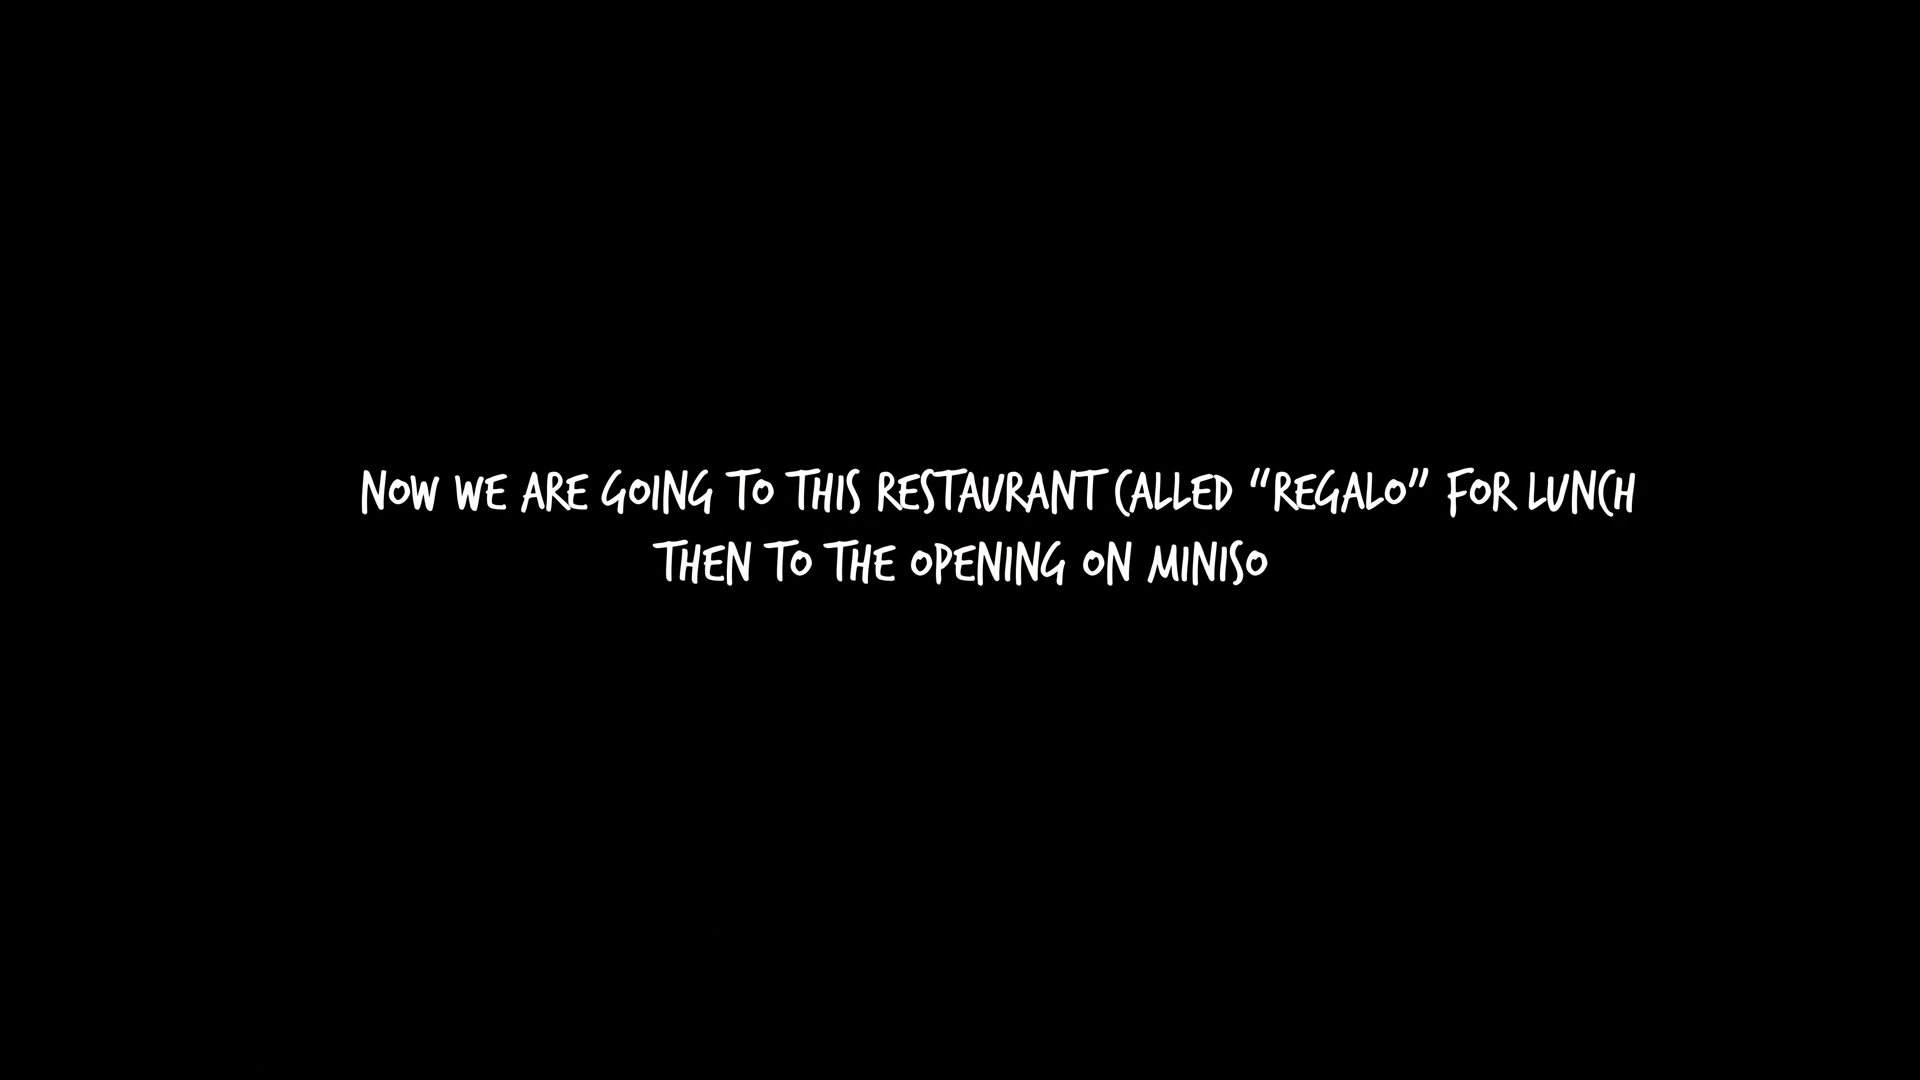 NOW WE ARE GOING TO THIS RESTAURANT CALLED “REGALO” FOR LUNCH
THEN TO THE OPENING ON MINISO